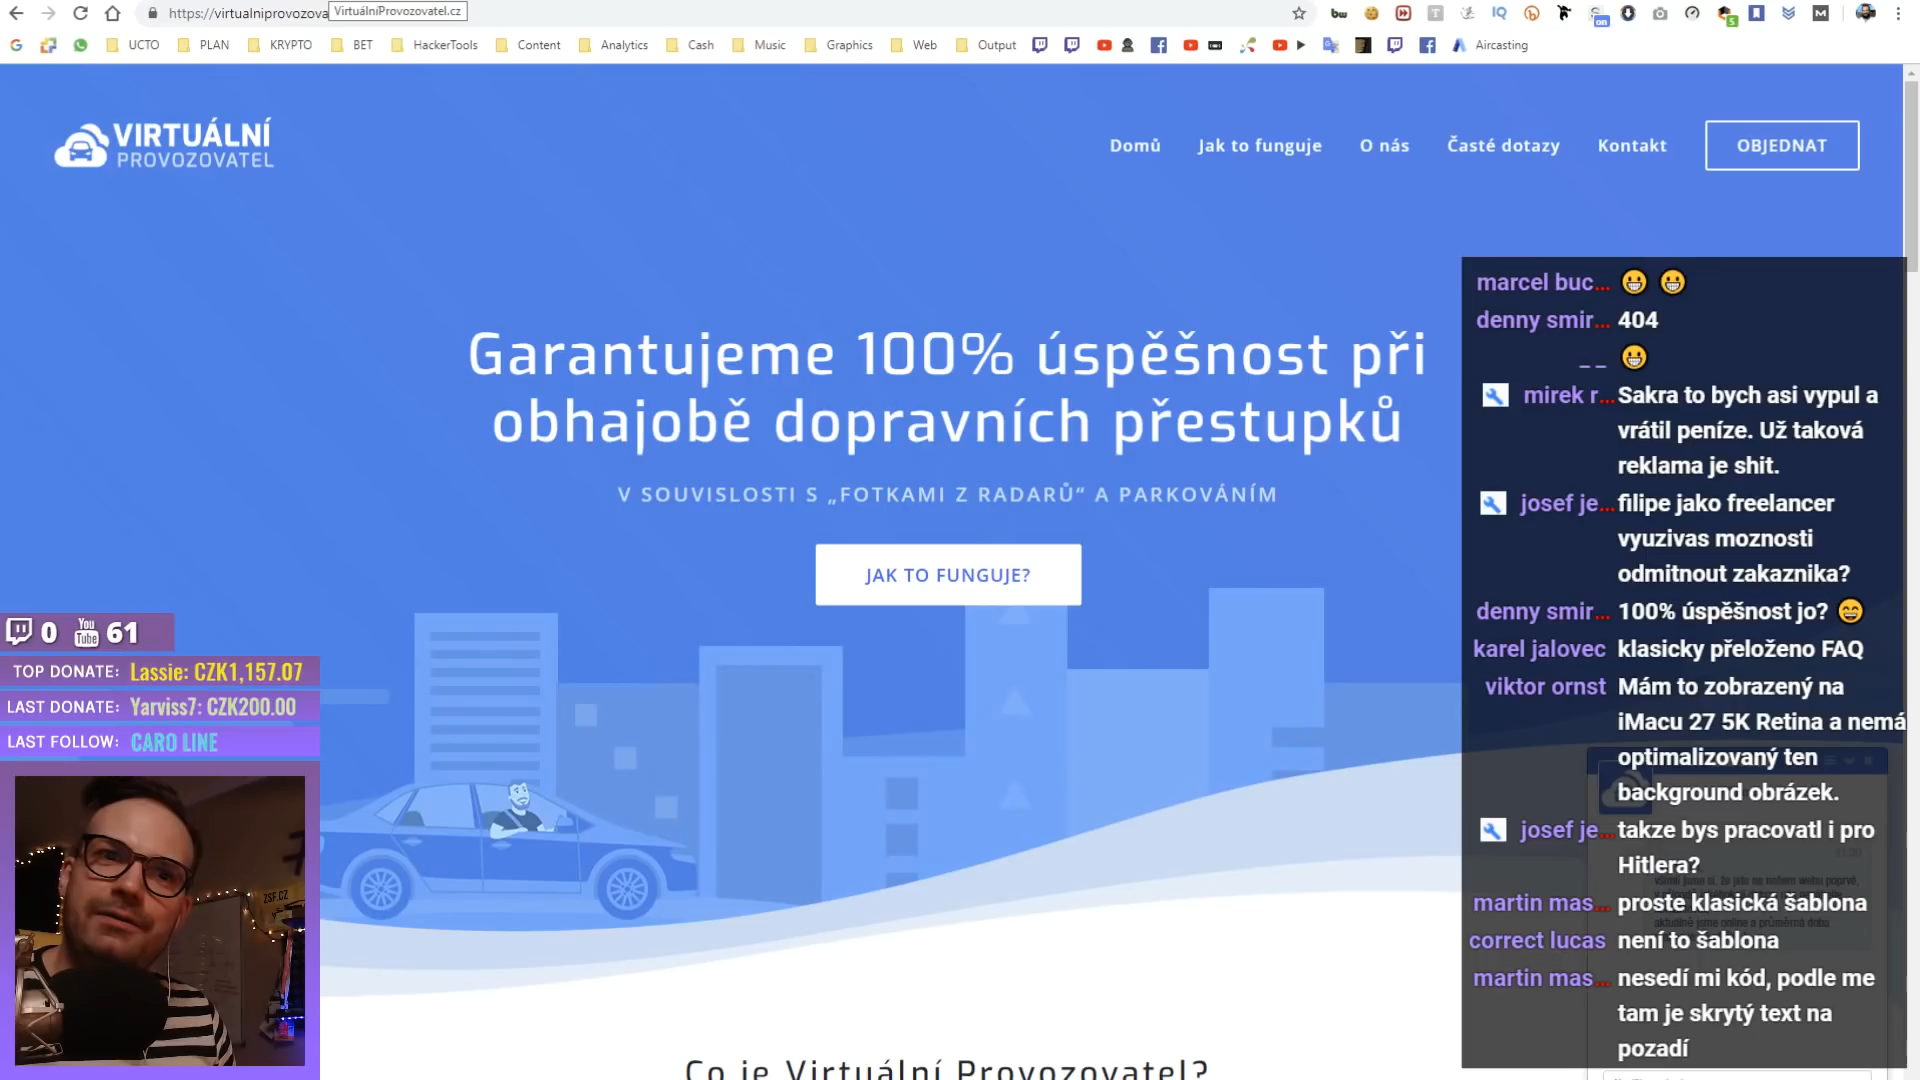 https://virtualniprovozova
VirtuálníProvozovatel.cz
UCTO
PLAN
KRYPTO
BET
HackerTools
Content
Analytics
Cash
Music
Graphics
Web
Output
Aircasting
VIRTUÁLNÍ
PROVOZOVATEL
Domů
Jak to funguje
O nás
Časté dotazy
Kontakt
OBJEDNAT
Garantujeme 100% úspěšnost při
obhajobě dopravních přestupků
V SOUVISLOSTI S „FOTKAMI Z RADARŮ“ A PARKOVÁNÍM
JAK TO FUNGUJE?
Co je Virtuální Provozovatel?
0 You Tube 61
TOP DONATE: Lassie: CZK1,157.07
LAST DONATE: Yarviss7: CZK200.00
LAST FOLLOW: CARO LINE
ZSF.CZ
marcel buc... 😀 😀
denny smir... 404
_ _ 😀
mirek r... Sakra to bych asi vypul a
vrátil peníze. Už taková
reklama je shit.
josef je... filipe jako freelancer
vyuzivas moznosti
odmitnout zakaznika?
denny smir... 100% úspěšnost jo? 😄
karel jalovec klasicky přeloženo FAQ
viktor ornst Mám to zobrazený na
iMacu 27 5K Retina a nemá
optimalizovaný ten
background obrázek.
josef je... takze bys pracovatl i pro
Hitlera?
martin mas... proste klasická šablona
correct lucas není to šablona
martin mas... nesedí mi kód, podle me
tam je skrytý text na
pozadí